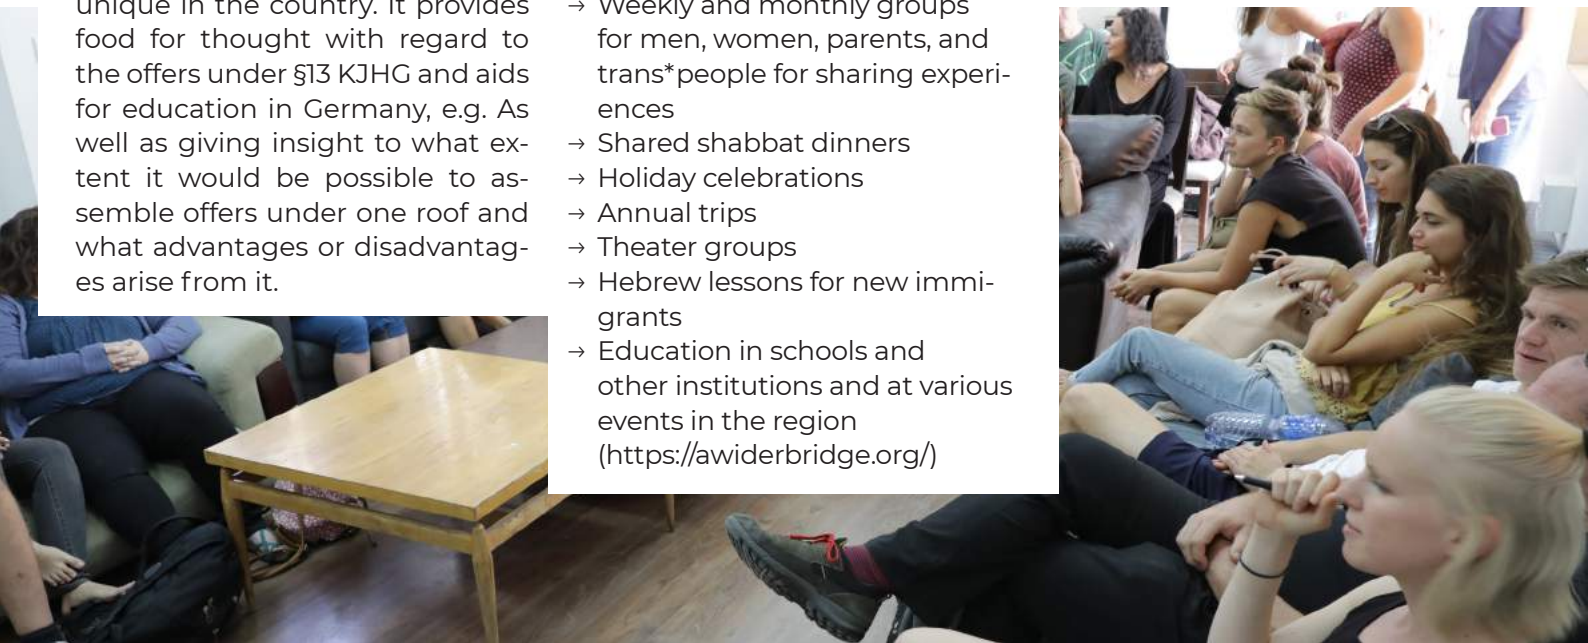 unique in the country. It provides
food for thought with regard to
the offers under §13 KJHG and aids
for education in Germany, e.g. As
well as giving insight to what ex-
tent it would be possible to as-
semble offers under one roof and
what advantages or disadvantag-
es arise from it.
→ Weekly and monthly groups
for men, women, parents, and
trans*people for sharing experi-
ences
→ Shared shabbat dinners
→ Holiday celebrations
→ Annual trips
→ Theater groups
→ Hebrew lessons for new immi-
grants
→ Education in schools and
other institutions and at various
events in the region
(https://awiderbridge.org/)